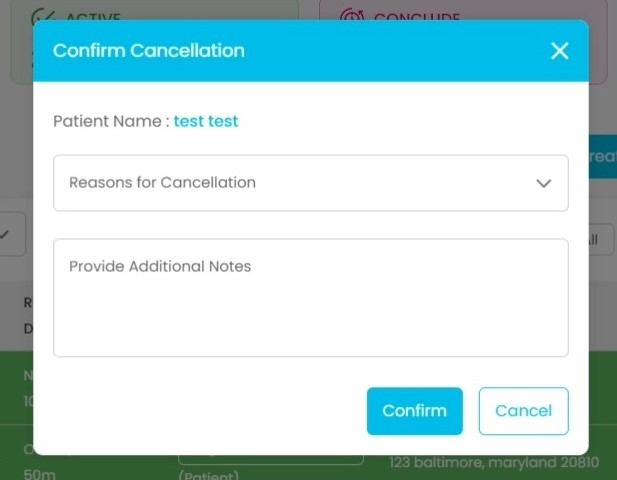 ACTIVE
CONCLUDE
Confirm Cancellation
Patient Name : test test
Reasons for Cancellation
Provide Additional Notes
Confirm
Cancel
50m
(Patient)
123 baltimore, maryland 20810